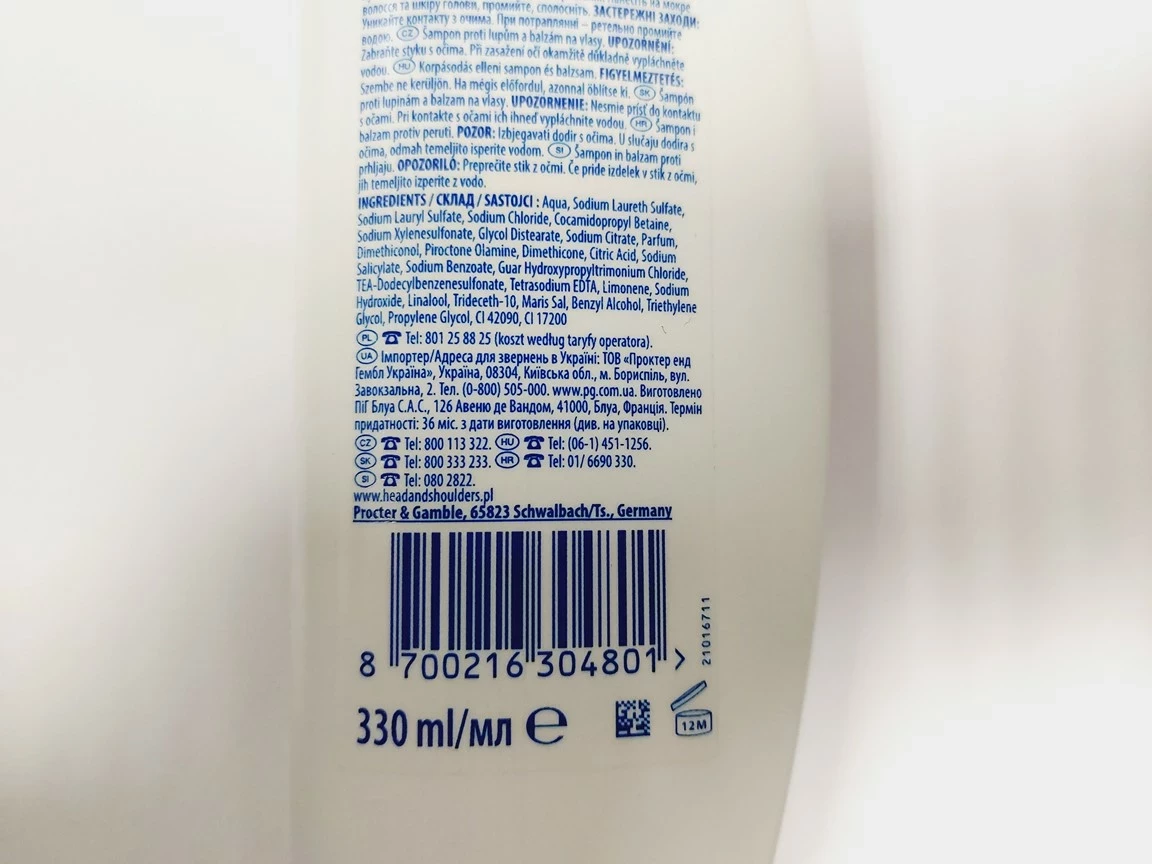 волосся та шкіру голови, промийте, сполосніть. ЗАСТЕРЕЖНІ ЗАХОДИ:
Уникайте контакту з очима. При потраплянні – ретельно промийте
водою. CZ Šampon proti lupům a balzám na vlasy. UPOZORNĚNÍ:
Zabraňte styku s očima. Při zasažení očí okamžitě důkladně vypláchněte
vodou. HU Korpásodás elleni sampon és balzsam. FIGYELMEZTETÉS:
Szembe ne kerüljön. Ha mégis előfordul, azonnal öblítse ki. SK Šampón
proti lupinám a balzam na vlasy. UPOZORNENIE: Nesmie prísť do kontaktu
s očami. Pri kontakte s očami ich ihneď vypláchnite vodou. HR Šampon i
balzam protiv peruti. POZOR: Izbjegavati dodir s očima. U slučaju dodira s
očima, odmah temeljito isperite vodom. SI Šampon in balzam proti
prhljaju. OPOZORILO: Preprečite stik z očmi. Če pride izdelek v stik z očmi,
jih temeljito izperite z vodo.
INGREDIENTS / СКЛАД / SASTOJCI : Aqua, Sodium Laureth Sulfate,
Sodium Lauryl Sulfate, Sodium Chloride, Cocamidopropyl Betaine,
Sodium Xylenesulfonate, Glycol Distearate, Sodium Citrate, Parfum,
Dimethiconol, Piroctone Olamine, Dimethicone, Citric Acid, Sodium
Salicylate, Sodium Benzoate, Guar Hydroxypropyltrimonium Chloride,
TEA-Dodecylbenzenesulfonate, Tetrasodium EDTA, Limonene, Sodium
Hydroxide, Linalool, Trideceth-10, Maris Sal, Benzyl Alcohol, Triethylene
Glycol, Propylene Glycol, CI 42090, CI 17200
PL ☎ Tel: 801 25 88 25 (koszt według taryfy operatora).
UA Імпортер/Адреса для звернень в Україні: ТОВ «Проктер енд
Гембл Україна», Україна, 08304, Київська обл., м. Бориспіль, вул.
Завокзальна, 2. Тел. (0-800) 505-000. www.pg.com.ua. Виготовлено
ПіГ Блуа С.А.С., 126 Авеню де Вандом, 41000, Блуа, Франція. Термін
придатності: 36 міс. з дати виготовлення (див. на упаковці).
CZ ☎ Tel: 800 113 322. HU ☎ Tel: (06-1) 451-1256.
SK ☎ Tel: 800 333 233. HR ☎ Tel: 01/ 6690 330.
SI ☎ Tel: 080 2822.
www.headandshoulders.pl
Procter & Gamble, 65823 Schwalbach/Ts., Germany
8 700216 304801 >
21016711
330 ml/мл e
12M